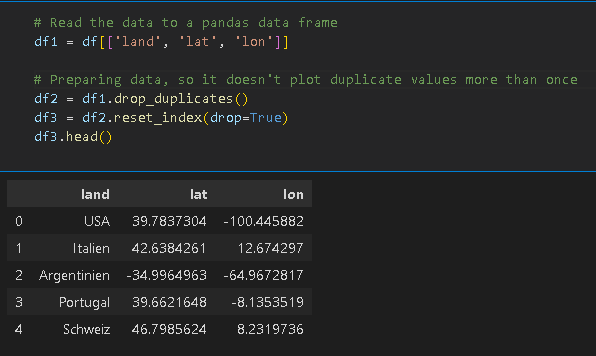 # Read the data to a pandas data frame
df1 = df[['land', 'lat', 'lon']]
# Preparing data, so it doesn't plot duplicate values more than once
df2 = df1.drop_duplicates()
df3 = df2.reset_index(drop=True)
df3.head()
land lat lon
0 USA 39.7837304 -100.445882
1 Italien 42.6384261 12.674297
2 Argentinien -34.9964963 -64.9672817
3 Portugal 39.6621648 -8.1353519
4 Schweiz 46.7985624 8.2319736